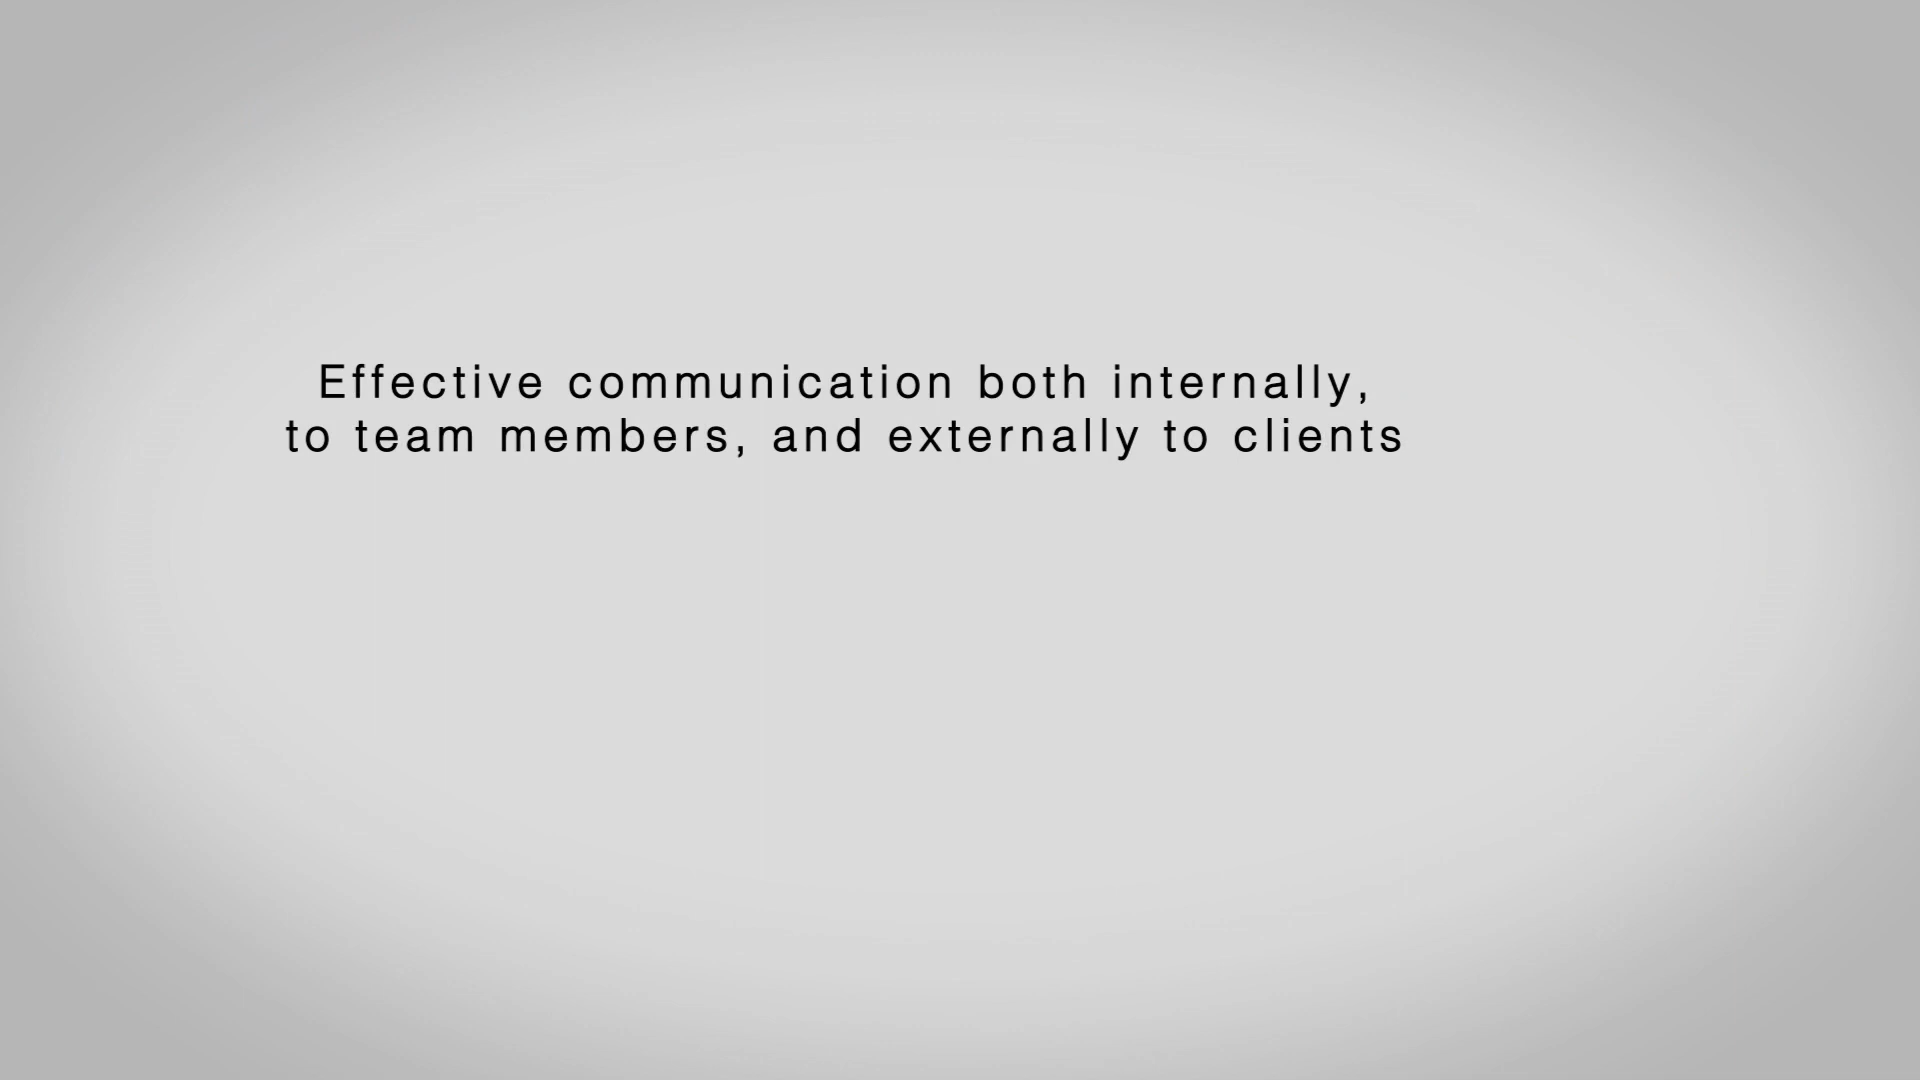 Effective communication both internally,
to team members, and externally to clients